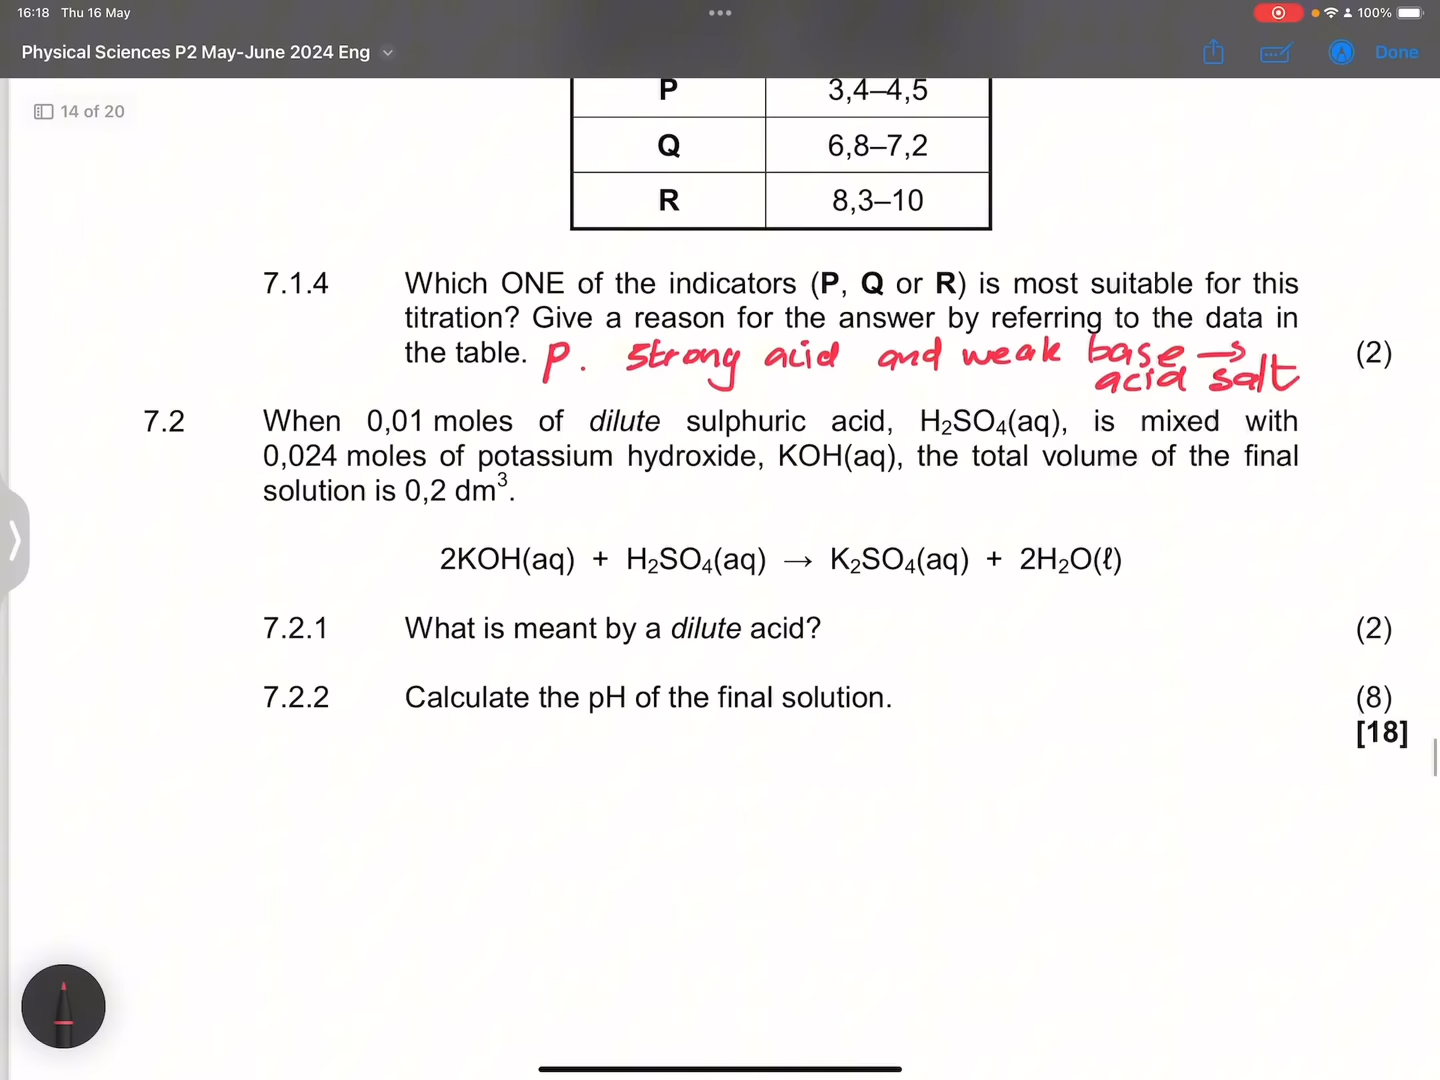 16:18 Thu 16 May
100%
Physical Sciences P2 May-June 2024 Eng
Done
14 of 20
P 3,4–4,5
Q 6,8–7,2
R 8,3–10
7.1.4 Which ONE of the indicators (P, Q or R) is most suitable for this
titration? Give a reason for the answer by referring to the data in
the table. P. strong acid and weak base → (2)
acid salt
7.2 When 0,01 moles of dilute sulphuric acid, H₂SO₄(aq), is mixed with
0,024 moles of potassium hydroxide, KOH(aq), the total volume of the final
solution is 0,2 dm³.
2KOH(aq) + H₂SO₄(aq) → K₂SO₄(aq) + 2H₂O(ℓ)
7.2.1 What is meant by a dilute acid? (2)
7.2.2 Calculate the pH of the final solution. (8)
[18]